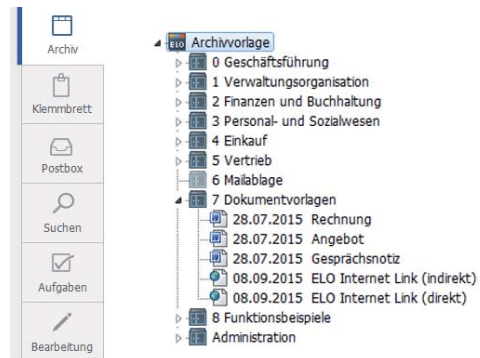 Archiv
Klemmbrett
Postbox
Suchen
Aufgaben
Bearbeitung
ELO Archivvorlage
0 Geschäftsführung
1 Verwaltungsorganisation
2 Finanzen und Buchhaltung
3 Personal- und Sozialwesen
4 Einkauf
5 Vertrieb
6 Mailablage
7 Dokumentvorlagen
28.07.2015 Rechnung
28.07.2015 Angebot
28.07.2015 Gesprächsnotiz
08.09.2015 ELO Internet Link (indirekt)
08.09.2015 ELO Internet Link (direkt)
8 Funktionsbeispiele
Administration